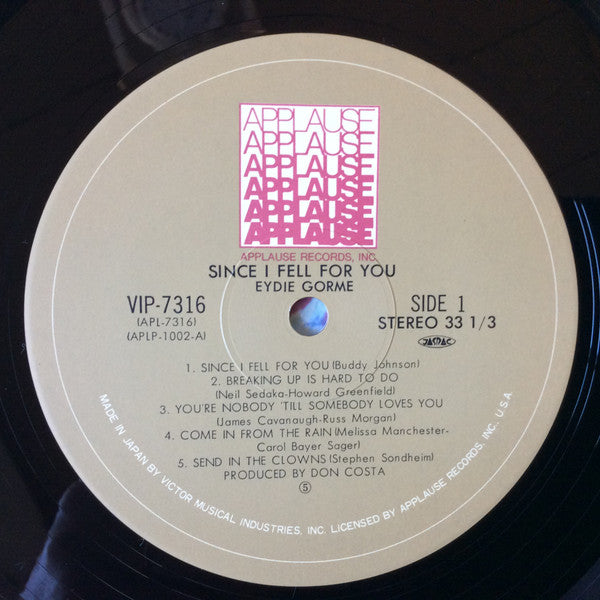 APPLAUSE
APPLAUSE
APPLAUSE
APPLAUSE
APPLAUSE
APPLAUSE
APPLAUSE RECORDS, INC.
SINCE I FELL FOR YOU
EYDIE GORME
VIP-7316
(APL-7316)
(APLP-1002-A)
SIDE 1
STEREO 33 1/3
JASRAC
1. SINCE I FELL FOR YOU (Buddy Johnson)
2. BREAKING UP IS HARD TO DO
(Neil Sedaka-Howard Greenfield)
3. YOU'RE NOBODY 'TILL SOMEBODY LOVES YOU
(James Cavanaugh-Russ Morgan)
4. COME IN FROM THE RAIN (Melissa Manchester-
Carol Bayer Sager)
5. SEND IN THE CLOWNS (Stephen Sondheim)
PRODUCED BY DON COSTA
⑤
MADE IN JAPAN BY VICTOR MUSICAL INDUSTRIES, INC. LICENSED BY APPLAUSE RECORDS, INC. U.S.A.